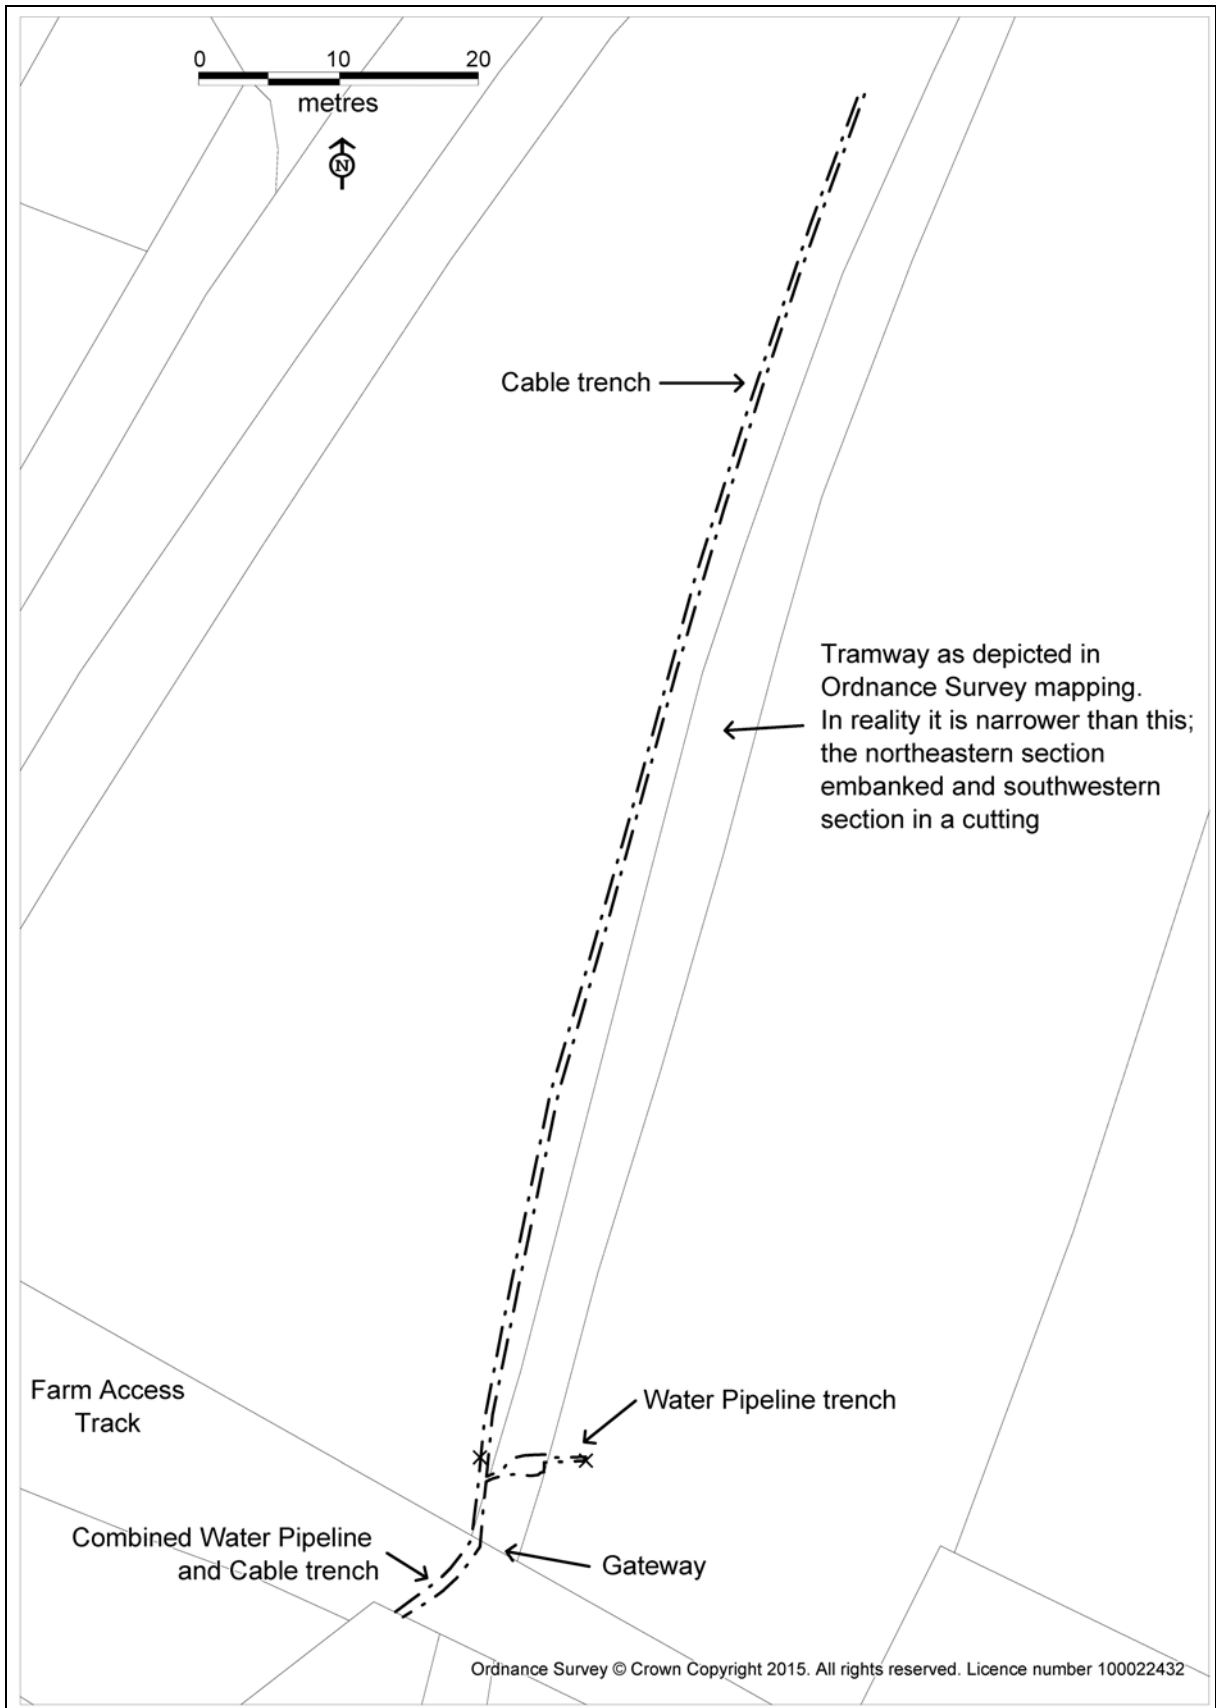 0 10 20
metres
N
Cable trench
Tramway as depicted in
Ordnance Survey mapping.
In reality it is narrower than this;
the northeastern section
embanked and southwestern
section in a cutting
Farm Access
Track
Water Pipeline trench
Combined Water Pipeline
and Cable trench
Gateway
Ordnance Survey © Crown Copyright 2015. All rights reserved. Licence number 100022432